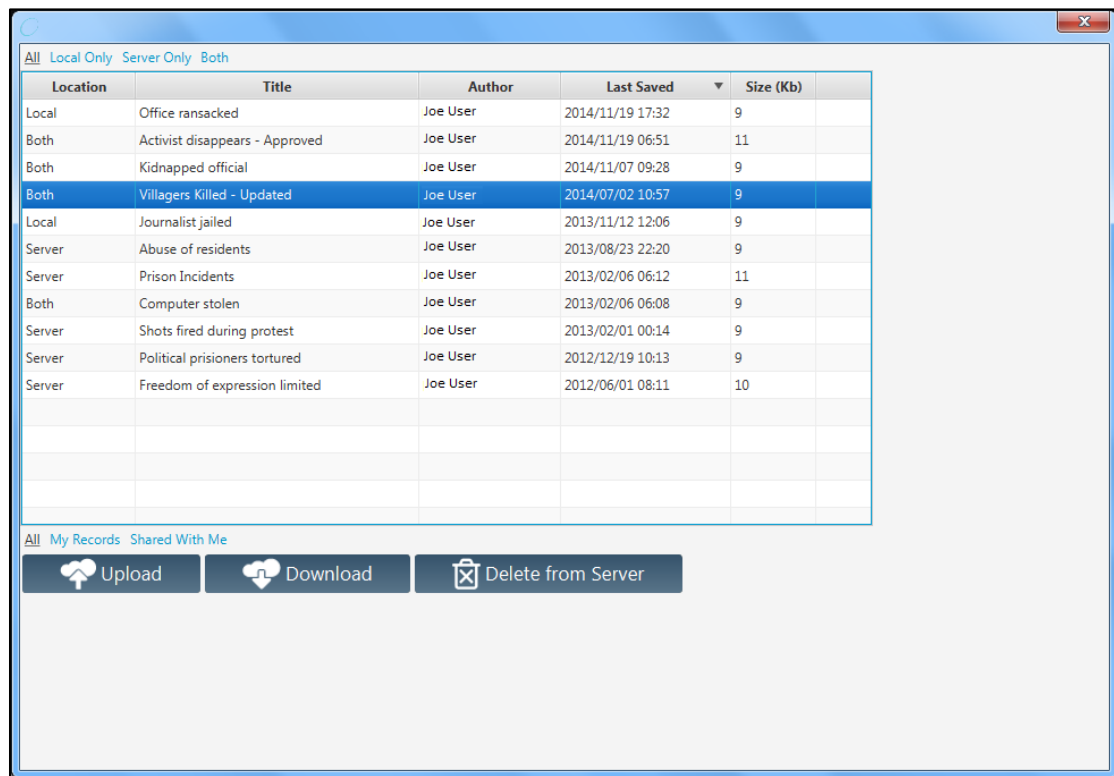 x
All Local Only Server Only Both
Location Title Author Last Saved Size (Kb)
Local Office ransacked Joe User 2014/11/19 17:32 9
Both Activist disappears - Approved Joe User 2014/11/19 06:51 11
Both Kidnapped official Joe User 2014/11/07 09:28 9
Both Villagers Killed - Updated Joe User 2014/07/02 10:57 9
Local Journalist jailed Joe User 2013/11/12 12:06 9
Server Abuse of residents Joe User 2013/08/23 22:20 9
Server Prison Incidents Joe User 2013/02/06 06:12 11
Both Computer stolen Joe User 2013/02/06 06:08 9
Server Shots fired during protest Joe User 2013/02/01 00:14 9
Server Political prisioners tortured Joe User 2012/12/19 10:13 9
Server Freedom of expression limited Joe User 2012/06/01 08:11 10
All My Records Shared With Me
Upload Download Delete from Server